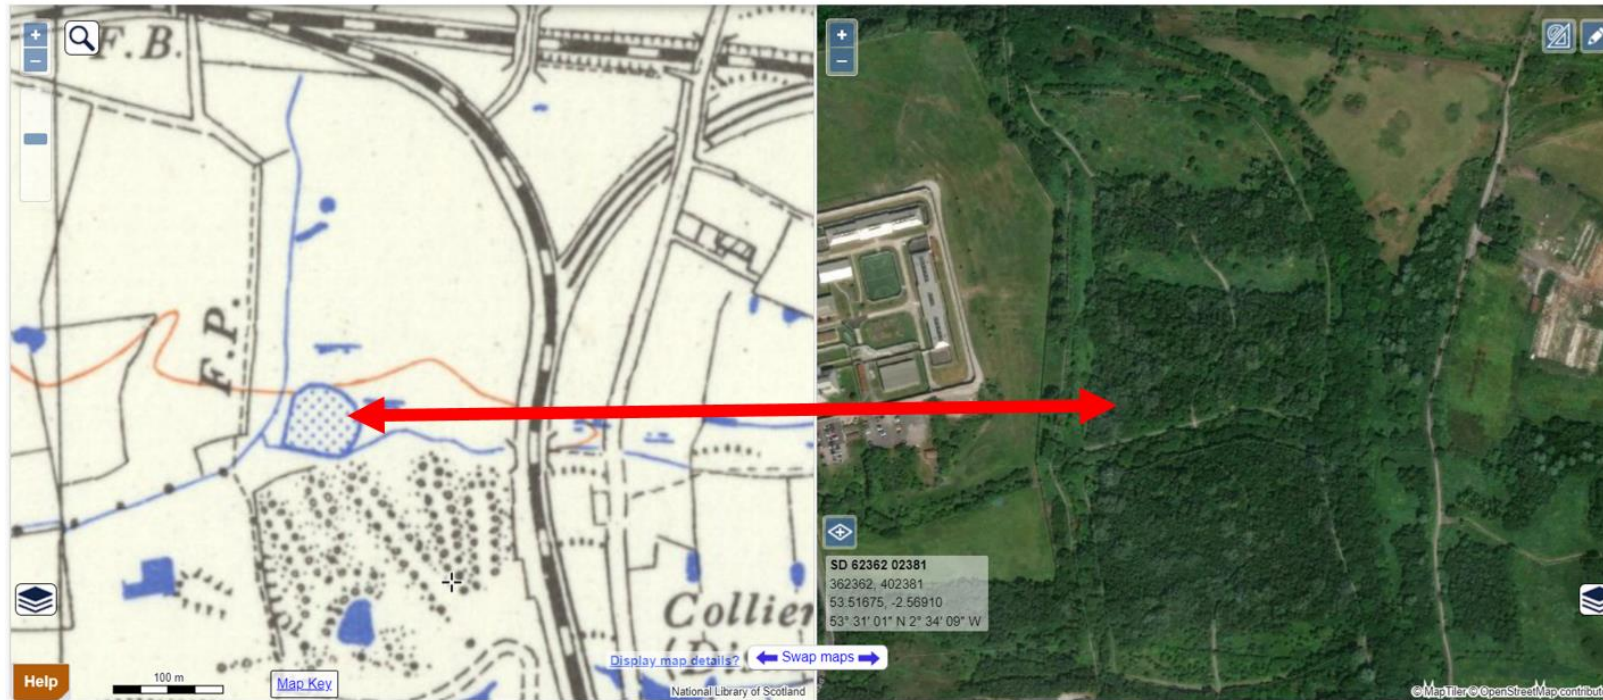 +
−
F. B.
F. P.
Collier
(Di
100 m
Help
Map Key
Display map details?
Swap maps
National Library of Scotland
+
−
SD 62362 02381
362362, 402381
53.51675, -2.56910
53° 31' 01" N 2° 34' 09" W
© MapTiler © OpenStreetMap contribut